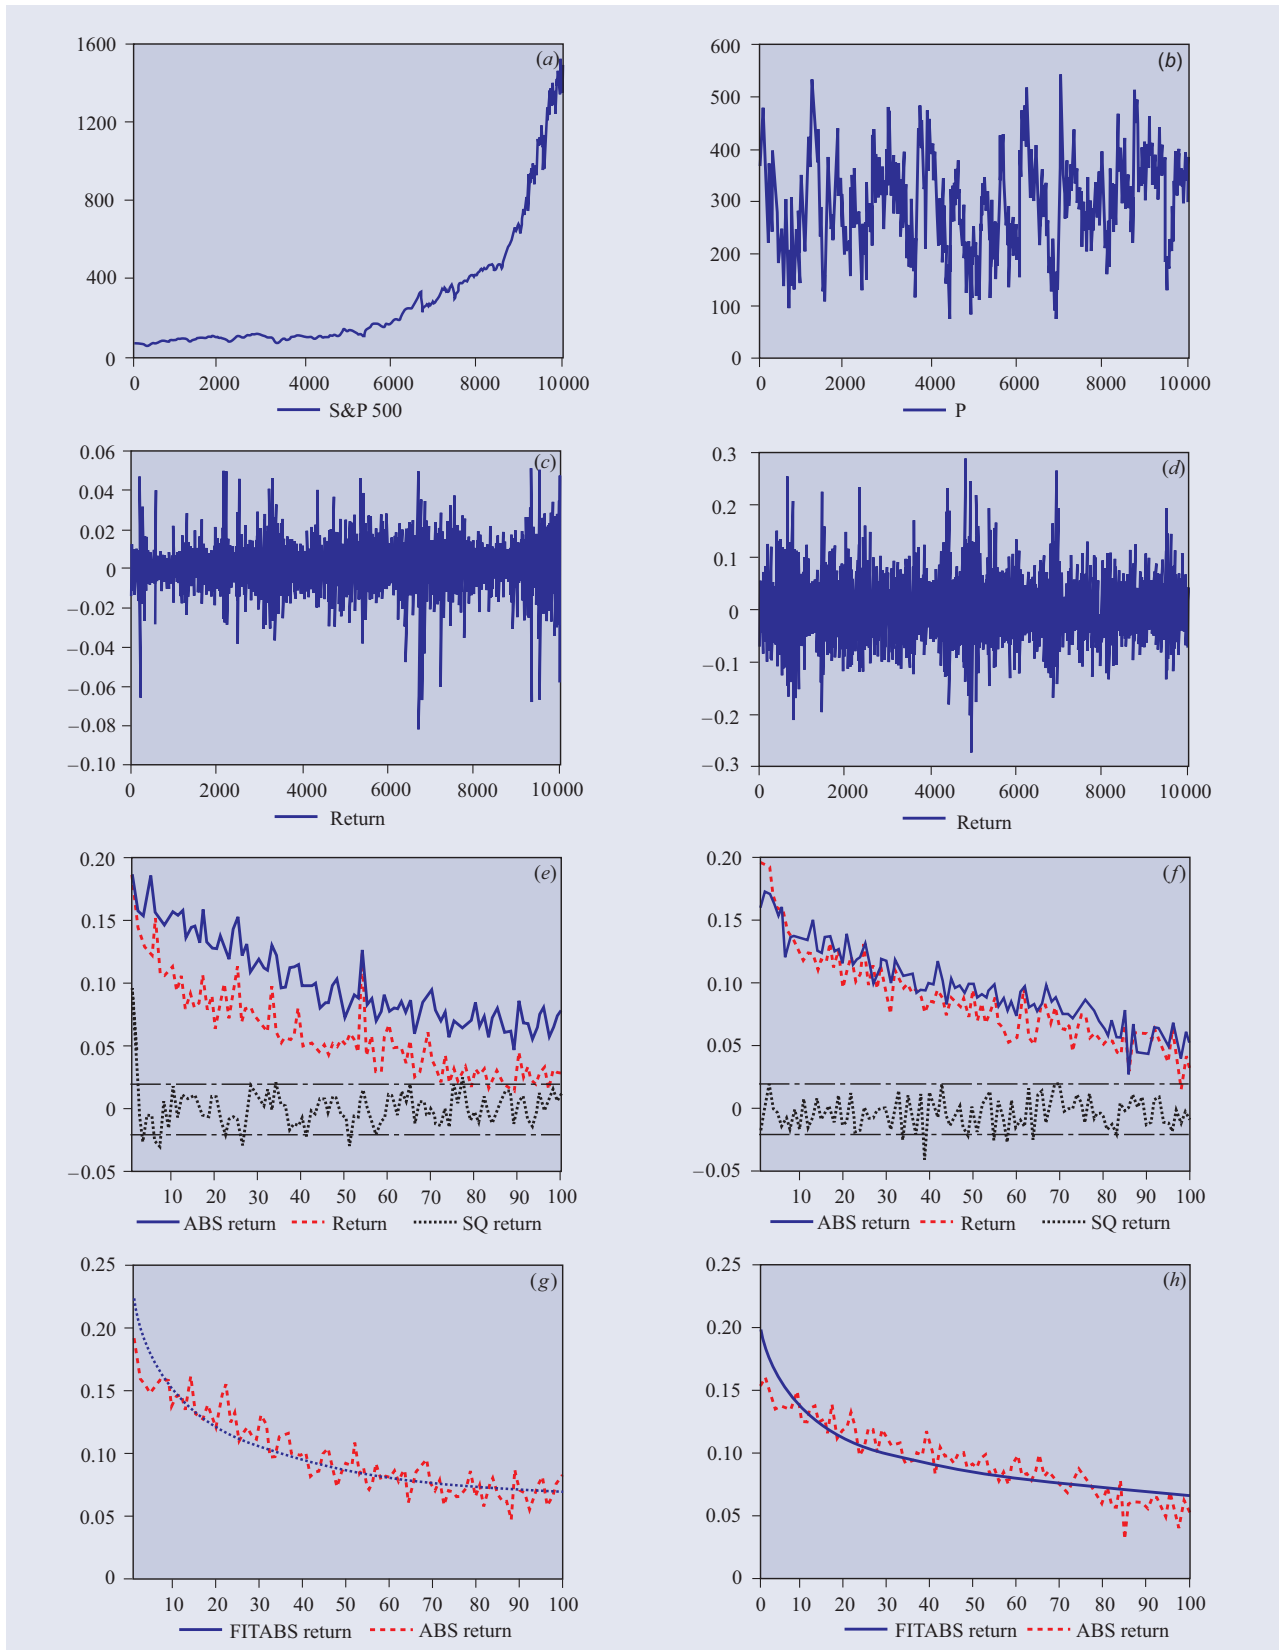 (a)
1600
1200
800
400
0
0 2000 4000 6000 8000 10000
S&P 500
(b)
600
500
400
300
200
100
0
0 2000 4000 6000 8000 10000
P
(c)
0.06
0.04
0.02
0
−0.02
−0.04
−0.06
−0.08
−0.10
0 2000 4000 6000 8000 10000
Return
(d)
0.3
0.2
0.1
0
−0.1
−0.2
−0.3
0 2000 4000 6000 8000 10000
Return
(e)
0.20
0.15
0.10
0.05
0
−0.05
10 20 30 40 50 60 70 80 90 100
ABS return Return SQ return
(f)
0.20
0.15
0.10
0.05
0
−0.05
10 20 30 40 50 60 70 80 90 100
ABS return Return SQ return
(g)
0.25
0.20
0.15
0.10
0.05
0
10 20 30 40 50 60 70 80 90 100
FITABS return ABS return
(h)
0.25
0.20
0.15
0.10
0.05
0
0 10 20 30 40 50 60 70 80 90 100
FITABS return ABS return